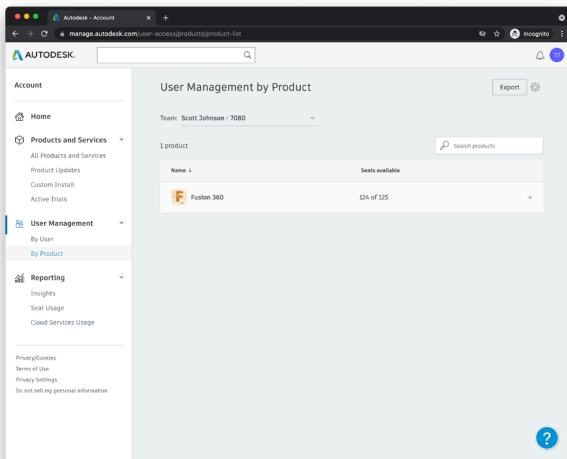 Autodesk - Account
manage.autodesk.com/user-access/products/product-list
Incognito
AUTODESK.
SJ
Account
Home
Products and Services
All Products and Services
Product Updates
Custom Install
Active Trials
User Management
By User
By Product
Reporting
Insights
Seat Usage
Cloud Services Usage
Privacy/Cookies
Terms of Use
Privacy Settings
Do not sell my personal information
User Management by Product
Export
Team: Scott Johnson - 7080
1 product
Search products
Name ↓ Seats available
F Fusion 360 124 of 125
?